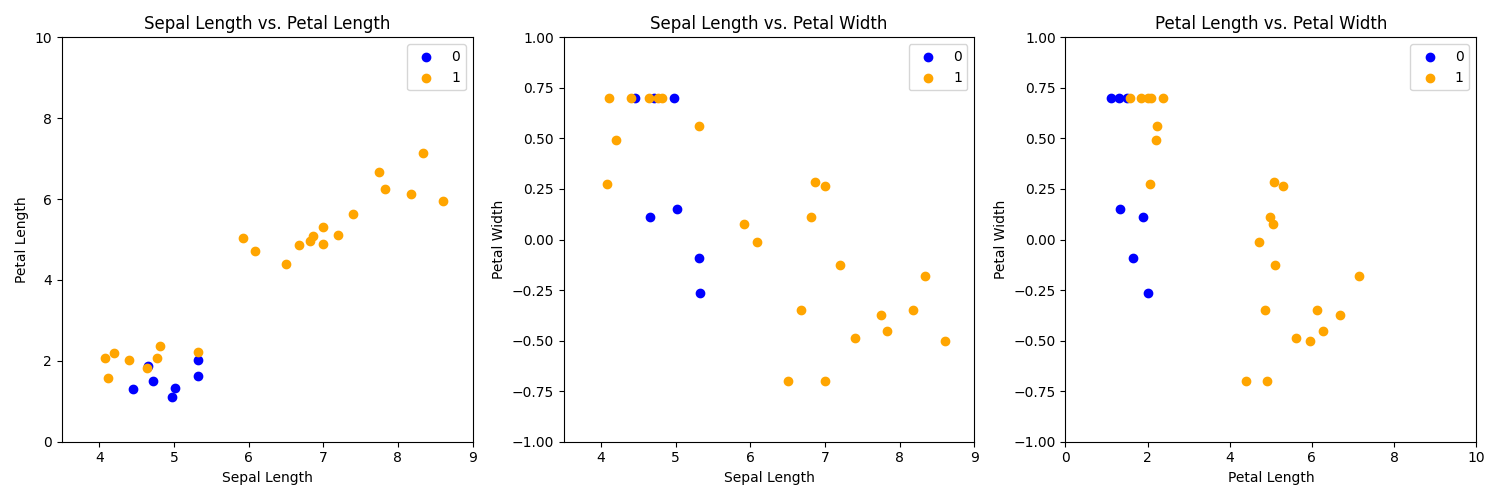 Sepal Length vs. Petal Length
10
8
6
4
2
0
Petal Length
4 5 6 7 8 9
Sepal Length
0
1
Sepal Length vs. Petal Width
1.00
0.75
0.50
0.25
0.00
−0.25
−0.50
−0.75
−1.00
Petal Width
4 5 6 7 8 9
Sepal Length
0
1
Petal Length vs. Petal Width
1.00
0.75
0.50
0.25
0.00
−0.25
−0.50
−0.75
−1.00
Petal Width
0 2 4 6 8 10
Petal Length
0
1